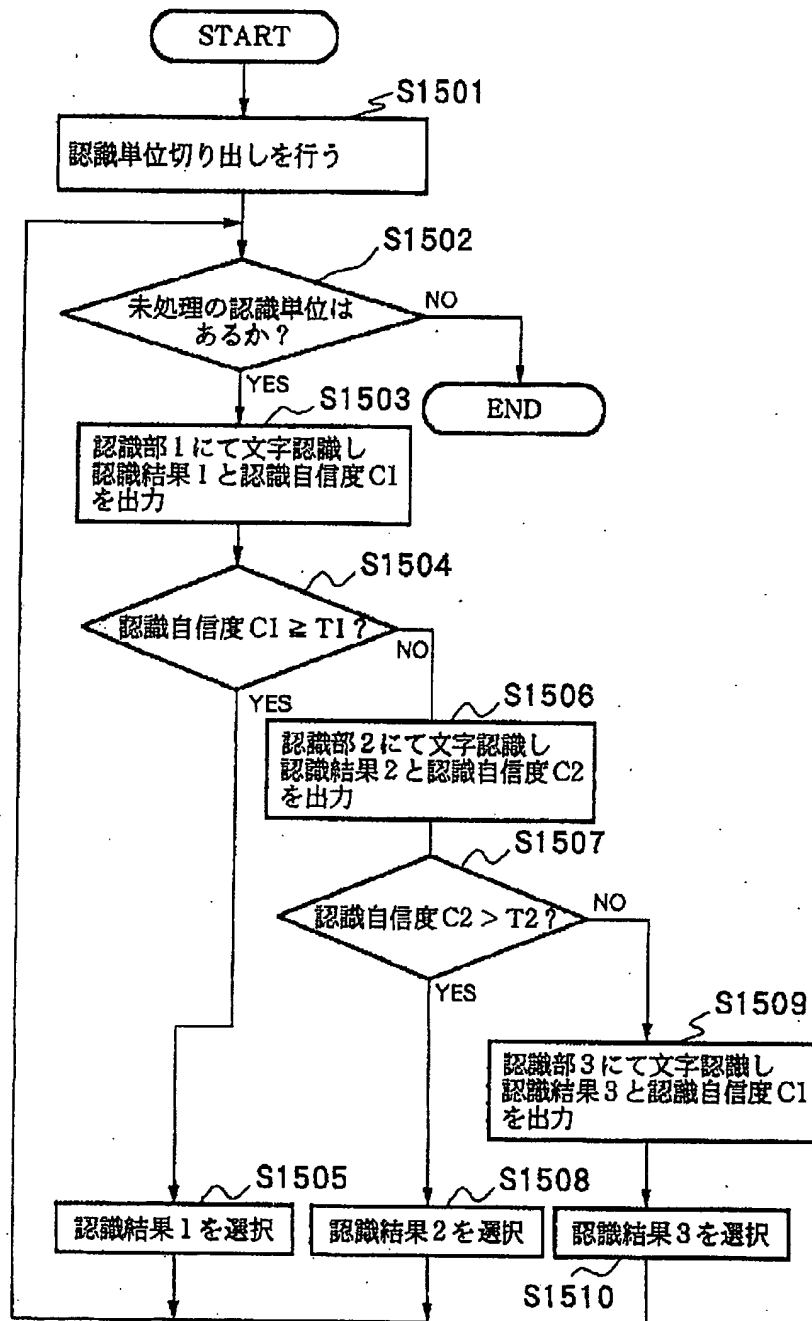 START
S1501
認識単位切り出しを行う
S1502
未処理の認識単位は
あるか?
NO
YES
END
S1503
認識部1にて文字認識し
認識結果1と認識自信度C1
を出力
S1504
認識自信度C1≧T1?
NO
YES
S1506
認識部2にて文字認識し
認識結果2と認識自信度C2
を出力
S1507
認識自信度C2>T2?
NO
YES
S1509
認識部3にて文字認識し
認識結果3と認識自信度C1
を出力
S1505
認識結果1を選択
S1508
認識結果2を選択
認識結果3を選択
S1510